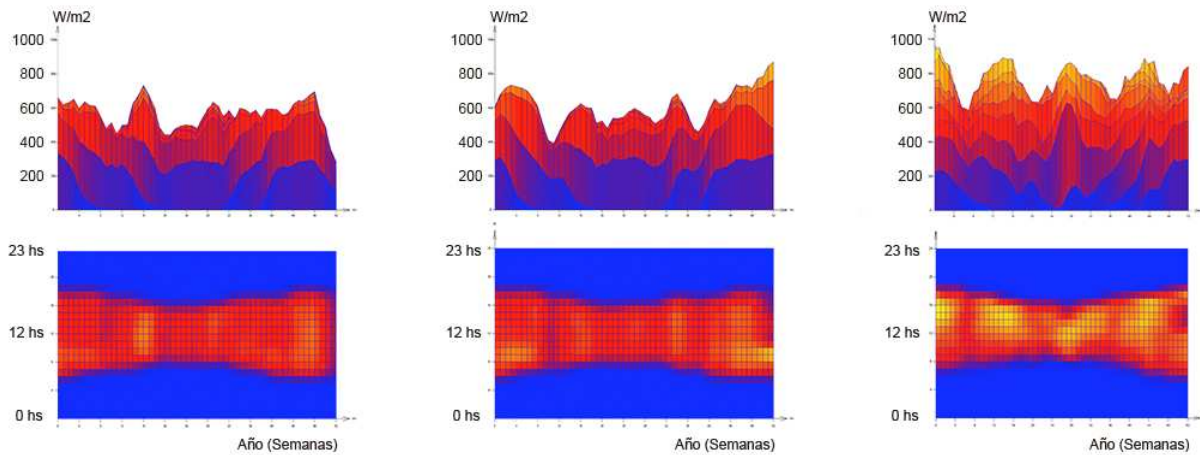 W/m2
1000
800
600
400
200
23 hs
12 hs
0 hs
Año (Semanas)
W/m2
1000
800
600
400
200
23 hs
12 hs
0 hs
Año (Semanas)
W/m2
1000
800
600
400
200
23 hs
12 hs
0 hs
Año (Semanas)